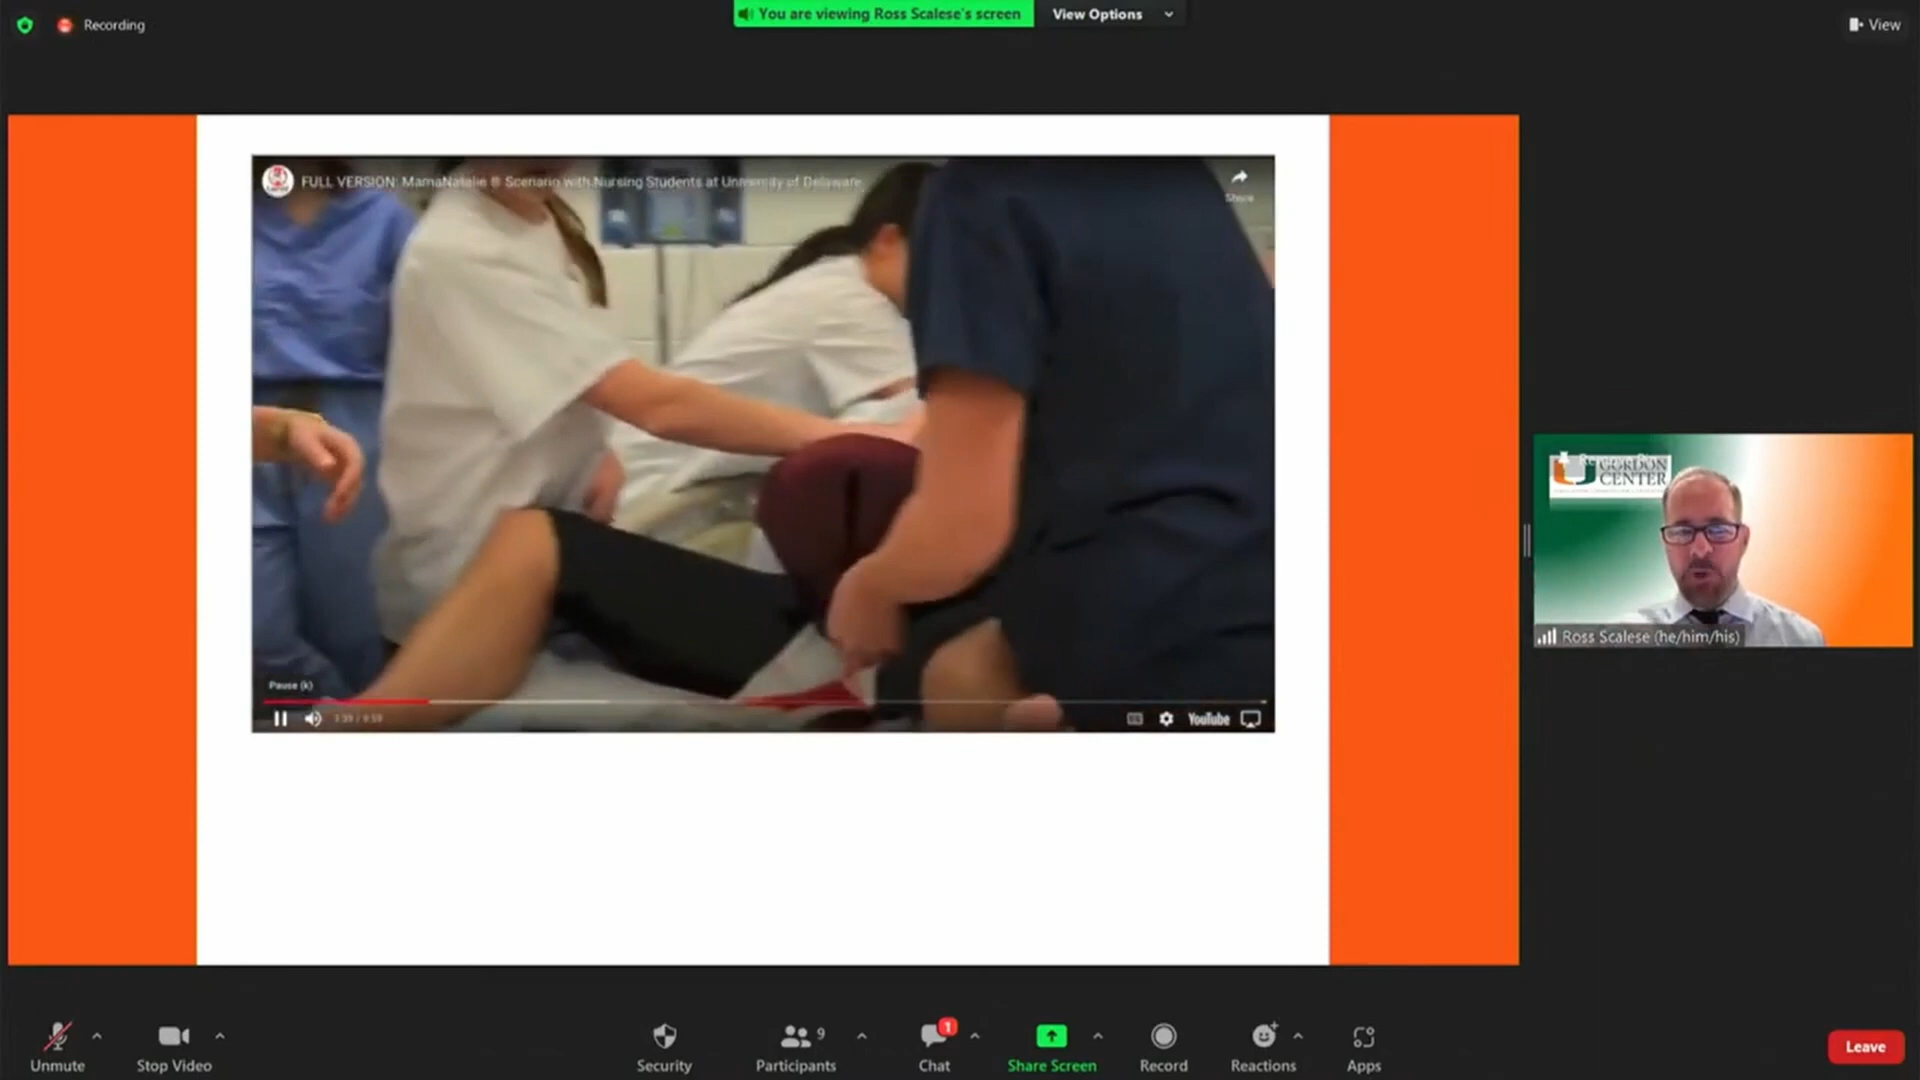 Recording
You are viewing Ross Scalese's screen
View Options
View
FULL VERSION: MamaNatalie ® Scenario with Nursing Students at University of Delaware
Share
GORDON
CENTER
Ross Scalese (he/him/his)
Pause (k)
YouTube
Unmute
Stop Video
Security
Participants
9
Chat
1
Share Screen
Record
Reactions
Apps
Leave